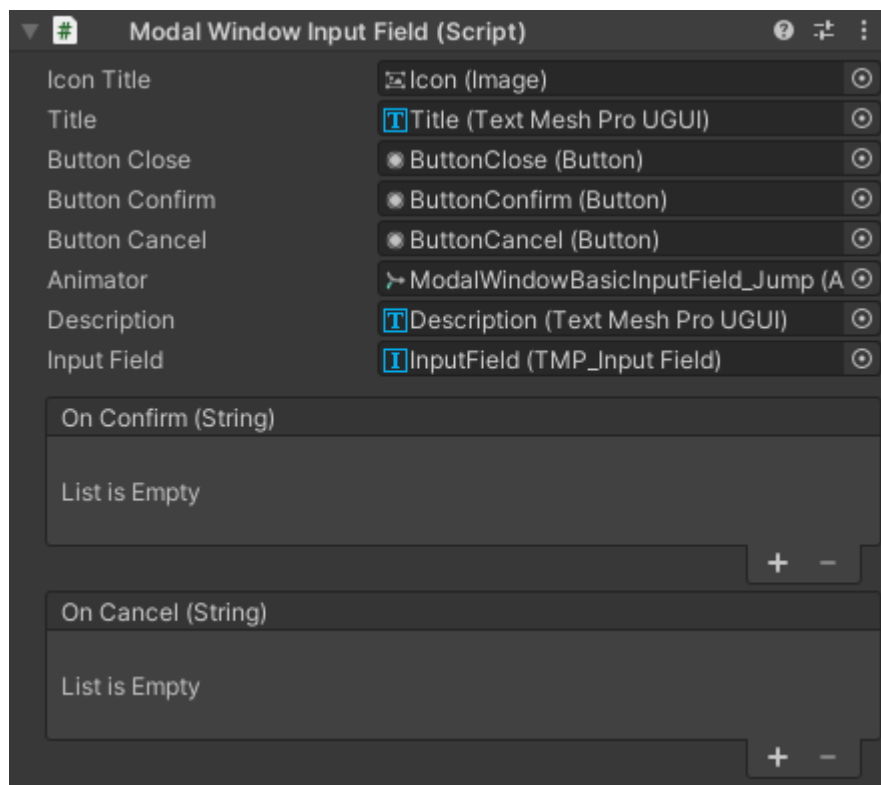 Modal Window Input Field (Script)
Icon Title Icon (Image)
Title Title (Text Mesh Pro UGUI)
Button Close ButtonClose (Button)
Button Confirm ButtonConfirm (Button)
Button Cancel ButtonCancel (Button)
Animator ModalWindowBasicInputField_Jump (A
Description Description (Text Mesh Pro UGUI)
Input Field InputField (TMP_Input Field)
On Confirm (String)
List is Empty
On Cancel (String)
List is Empty